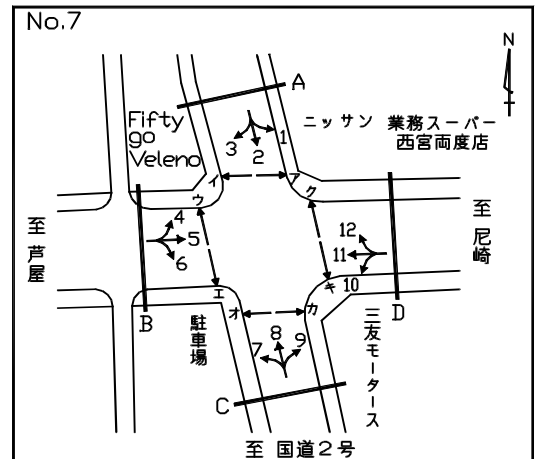 No.7
N
A
Fifty
go
Veleno
ニッサン
業務スーパー
西宮両度店
1
2
3
イ
ア
ク
ウ
至芦屋
至尼崎
4
5
6
12
11
10
B
エ
オ
カ
キ
D
駐車場
三友モータース
7
8
9
C
至 国道2号